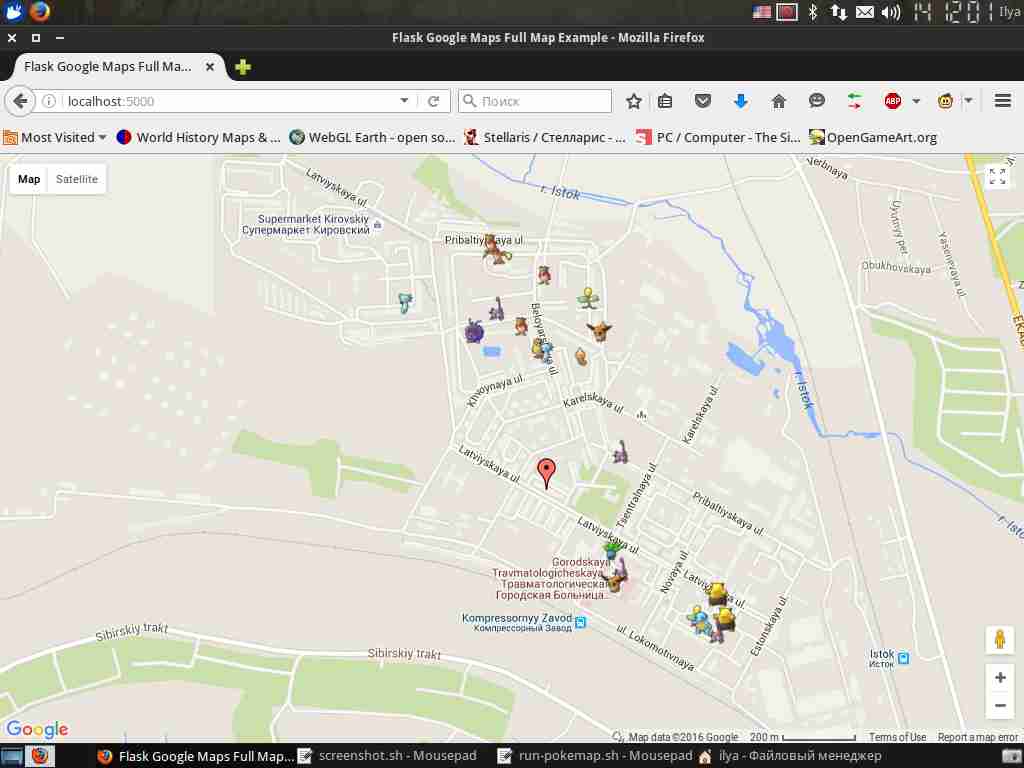 14 12:01 Ilya
Flask Google Maps Full Map Example - Mozilla Firefox
Flask Google Maps Full Ma...
localhost:5000
Поиск
ABP
Most Visited
World History Maps & ...
WebGL Earth - open so...
Stellaris / Стелларис - ...
PC / Computer - The Si...
OpenGameArt.org
Map
Satellite
Latviyskaya ul
r. Istok
Verbnaya
Supermarket Kirovskiy
Супермаркет Кировский
Pribaltiyskaya ul
Uyutnyy per
Yasenevaya ul
Obukhovskaya
Beloyarskaya ul
Khvoynaya ul
Karelskaya ul
Karelskaya ul
r. Istok
Latviyskaya ul
Tsentralnaya ul
Pribaltiyskaya ul
r. Istok
Latviyskaya ul
Gorodskaya
Travmatologicheskaya
Травматологическая
Городская Больница...
Novaya ul
Latviyskaya ul
Estonskaya ul
Kompressornyy Zavod
Компрессорный Завод
ul. Lokomotivnaya
Sibirskiy trakt
Sibirskiy trakt
Istok
Исток
Google
Map data ©2016 Google
200 m
Terms of Use
Report a map error
Flask Google Maps Full Map...
screenshot.sh - Mousepad
run-pokemap.sh - Mousepad
ilya - Файловый менеджер